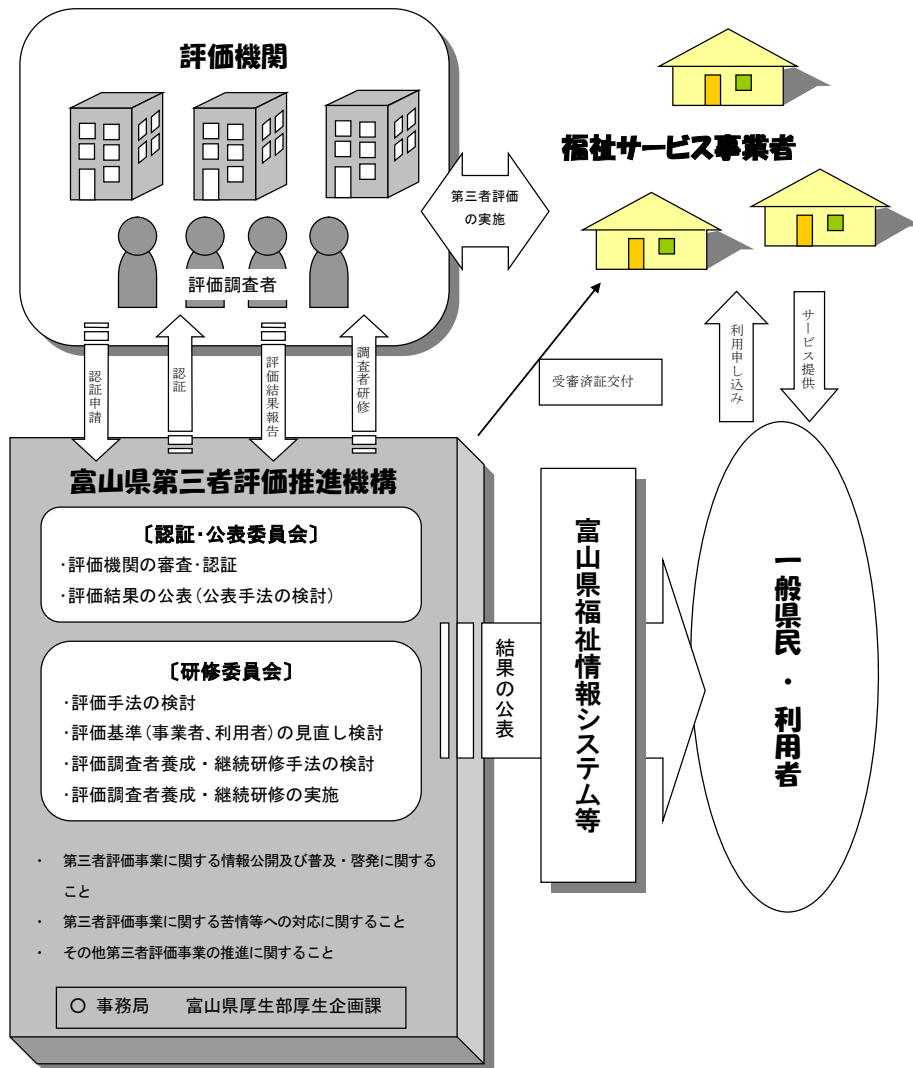 評価機関
評価調査者
福祉サービス事業者
第三者評価
の実施
認証申請
認証
評価結果報告
調査者研修
受審済証交付
利用申し込み
サービス提供
富山県第三者評価推進機構
〔認証・公表委員会〕
・評価機関の審査・認証
・評価結果の公表(公表手法の検討)
〔研修委員会〕
・評価手法の検討
・評価基準(事業者、利用者)の見直し検討
・評価調査者養成・継続研修手法の検討
・評価調査者養成・継続研修の実施
・ 第三者評価事業に関する情報公開及び普及・啓発に関する
こと
・ 第三者評価事業に関する苦情等への対応に関すること
・ その他第三者評価事業の推進に関すること
○ 事務局 富山県厚生部厚生企画課
結果の公表
富山県福祉情報システム等
一般県民・利用者